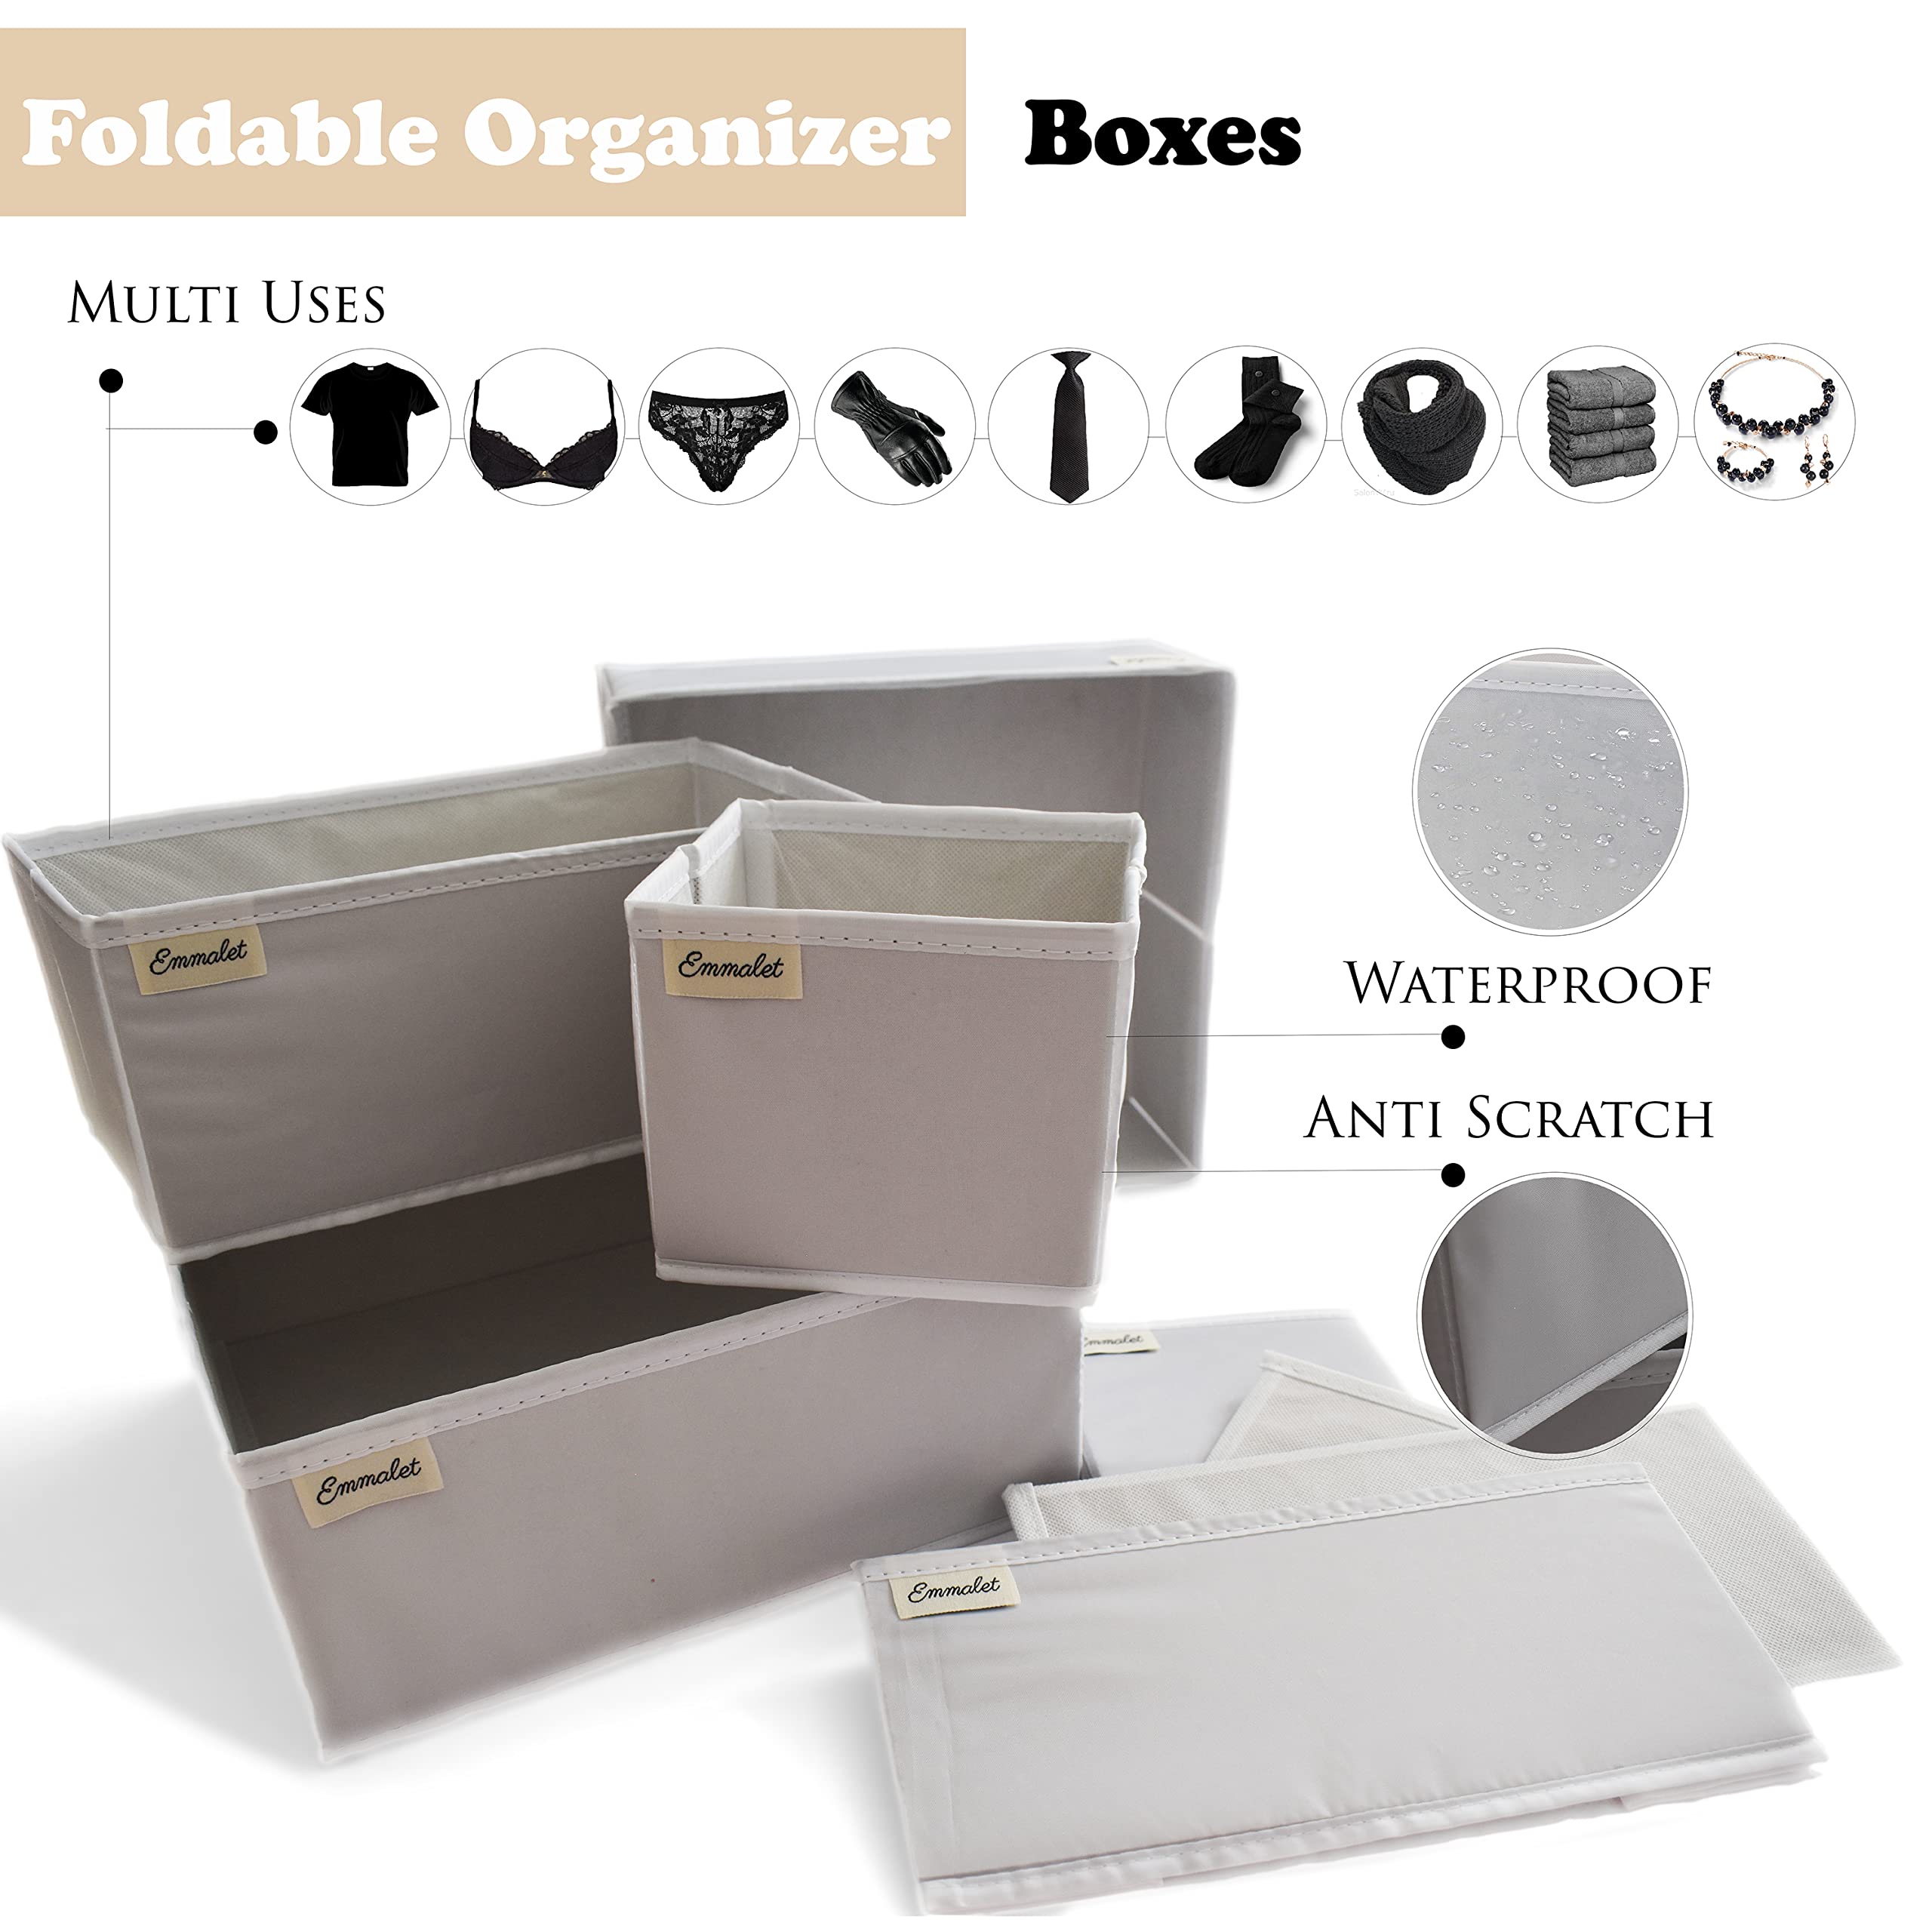 Foldable Organizer Boxes
MULTI USES
WATERPROOF
Emmalet
Emmalet
ANTI SCRATCH
Emmalet
Emmalet